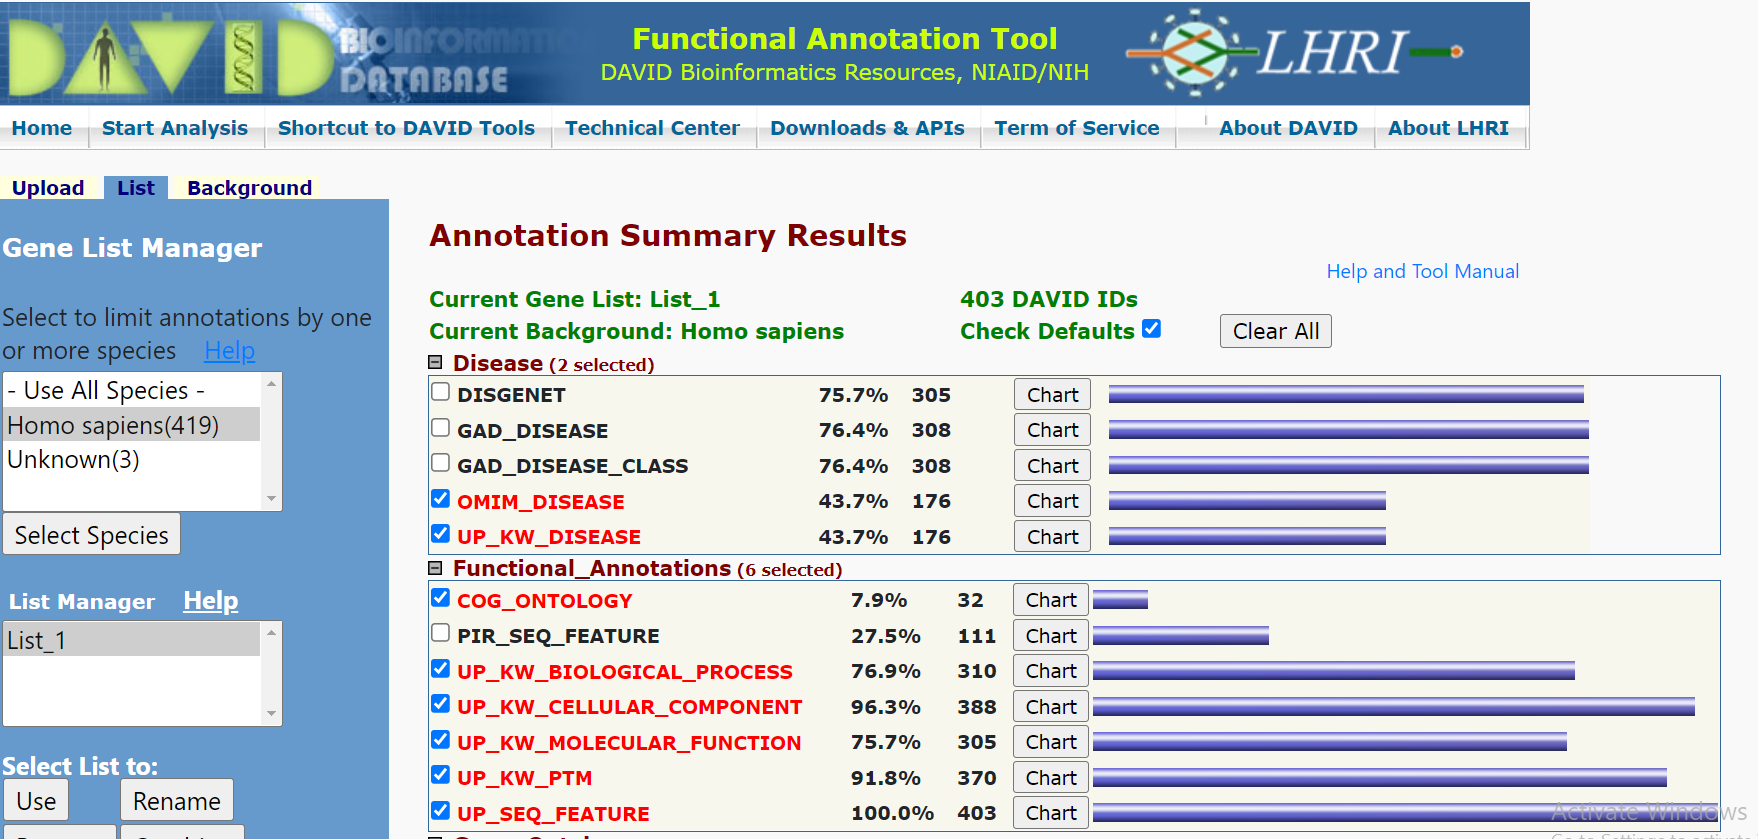 DAVID BIOINFORMATICS
DATABASE
Functional Annotation Tool
DAVID Bioinformatics Resources, NIAID/NIH
LHRI
Home Start Analysis Shortcut to DAVID Tools Technical Center Downloads & APIs Term of Service About DAVID About LHRI
Upload List Background
Gene List Manager
Select to limit annotations by one
or more species Help
- Use All Species -
Homo sapiens(419)
Unknown(3)
Select Species
List Manager Help
List_1
Select List to:
Use Rename
Annotation Summary Results
Help and Tool Manual
Current Gene List: List_1 403 DAVID IDs
Current Background: Homo sapiens Check Defaults Clear All
Disease (2 selected)
DISGENET 75.7% 305 Chart
GAD_DISEASE 76.4% 308 Chart
GAD_DISEASE_CLASS 76.4% 308 Chart
OMIM_DISEASE 43.7% 176 Chart
UP_KW_DISEASE 43.7% 176 Chart
Functional_Annotations (6 selected)
COG_ONTOLOGY 7.9% 32 Chart
PIR_SEQ_FEATURE 27.5% 111 Chart
UP_KW_BIOLOGICAL_PROCESS 76.9% 310 Chart
UP_KW_CELLULAR_COMPONENT 96.3% 388 Chart
UP_KW_MOLECULAR_FUNCTION 75.7% 305 Chart
UP_KW_PTM 91.8% 370 Chart
UP_SEQ_FEATURE 100.0% 403 Chart
Activate Windows